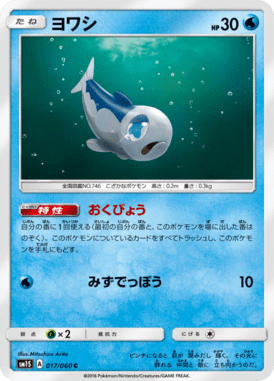 たね
ヨワシ
HP 30
全国図鑑NO.746 こざかなポケモン 高さ:0.2m 重さ:0.3kg
特性 おくびょう
自分の番に1回使える(最初の自分の番と、このポケモンを場に出した番は
のぞく)。このポケモンについているカードをすべてトラッシュし、このポケモン
を手札にもどす。
みずでっぽう 10
弱点 ×2 抵抗力 にげる
Illus. Mitsuhiro Arita
sm1S A 017/060 C
ピンチになると 目が潤み 輝く。 その光に
群がる 仲間と 敵に 立ち向かうのだ。
©2016 Pokémon/Nintendo/Creatures/GAME FREAK.